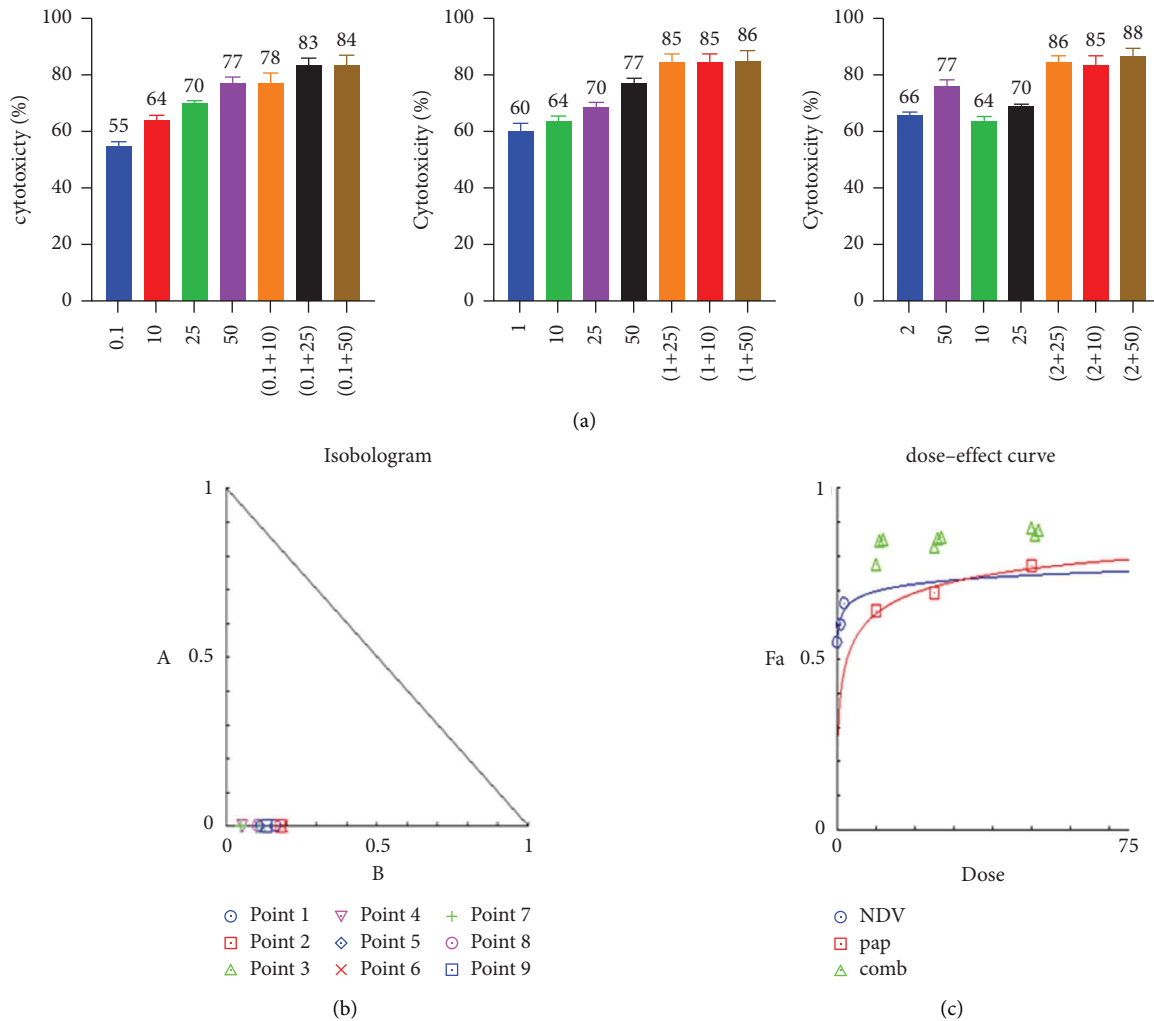 100
80
60
40
20
0
cytotoxicity (%)
55
64
70
77
78
83
84
0.1
10
25
50
(0.1+10)
(0.1+25)
(0.1+50)
100
80
60
40
20
0
Cytotoxicity (%)
60
64
70
77
85
85
86
1
10
25
50
(1+25)
(1+10)
(1+50)
100
80
60
40
20
0
Cytotoxicity (%)
66
77
64
70
86
85
88
2
50
10
25
(2+25)
(2+10)
(2+50)
(a)
Isobologram
1
0.5
0
A
0
0.5
1
B
Point 1
Point 4
Point 7
Point 2
Point 5
Point 8
Point 3
Point 6
Point 9
(b)
dose–effect curve
1
0.5
0
Fa
0
75
Dose
NDV
pap
comb
(c)